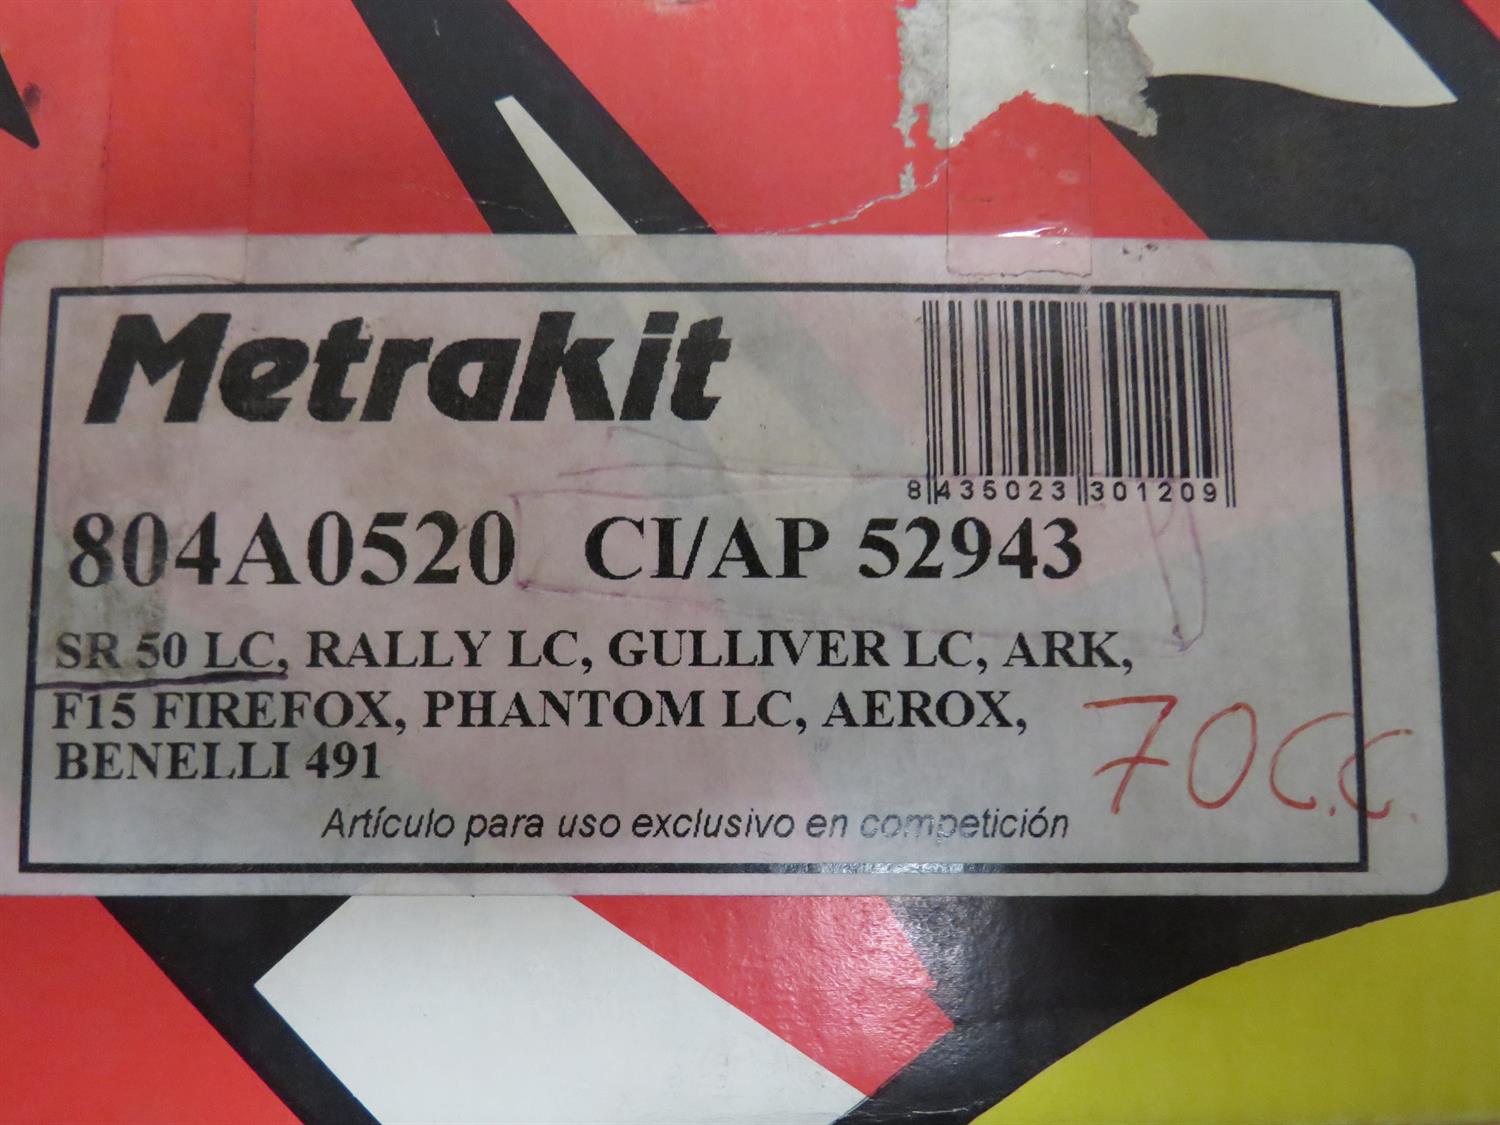 Metrakit
8 435023 301209
804A0520 CI/AP 52943
SR 50 LC, RALLY LC, GULLIVER LC, ARK,
F15 FIREFOX, PHANTOM LC, AEROX,
BENELLI 491
70 c.c.
Artículo para uso exclusivo en competición